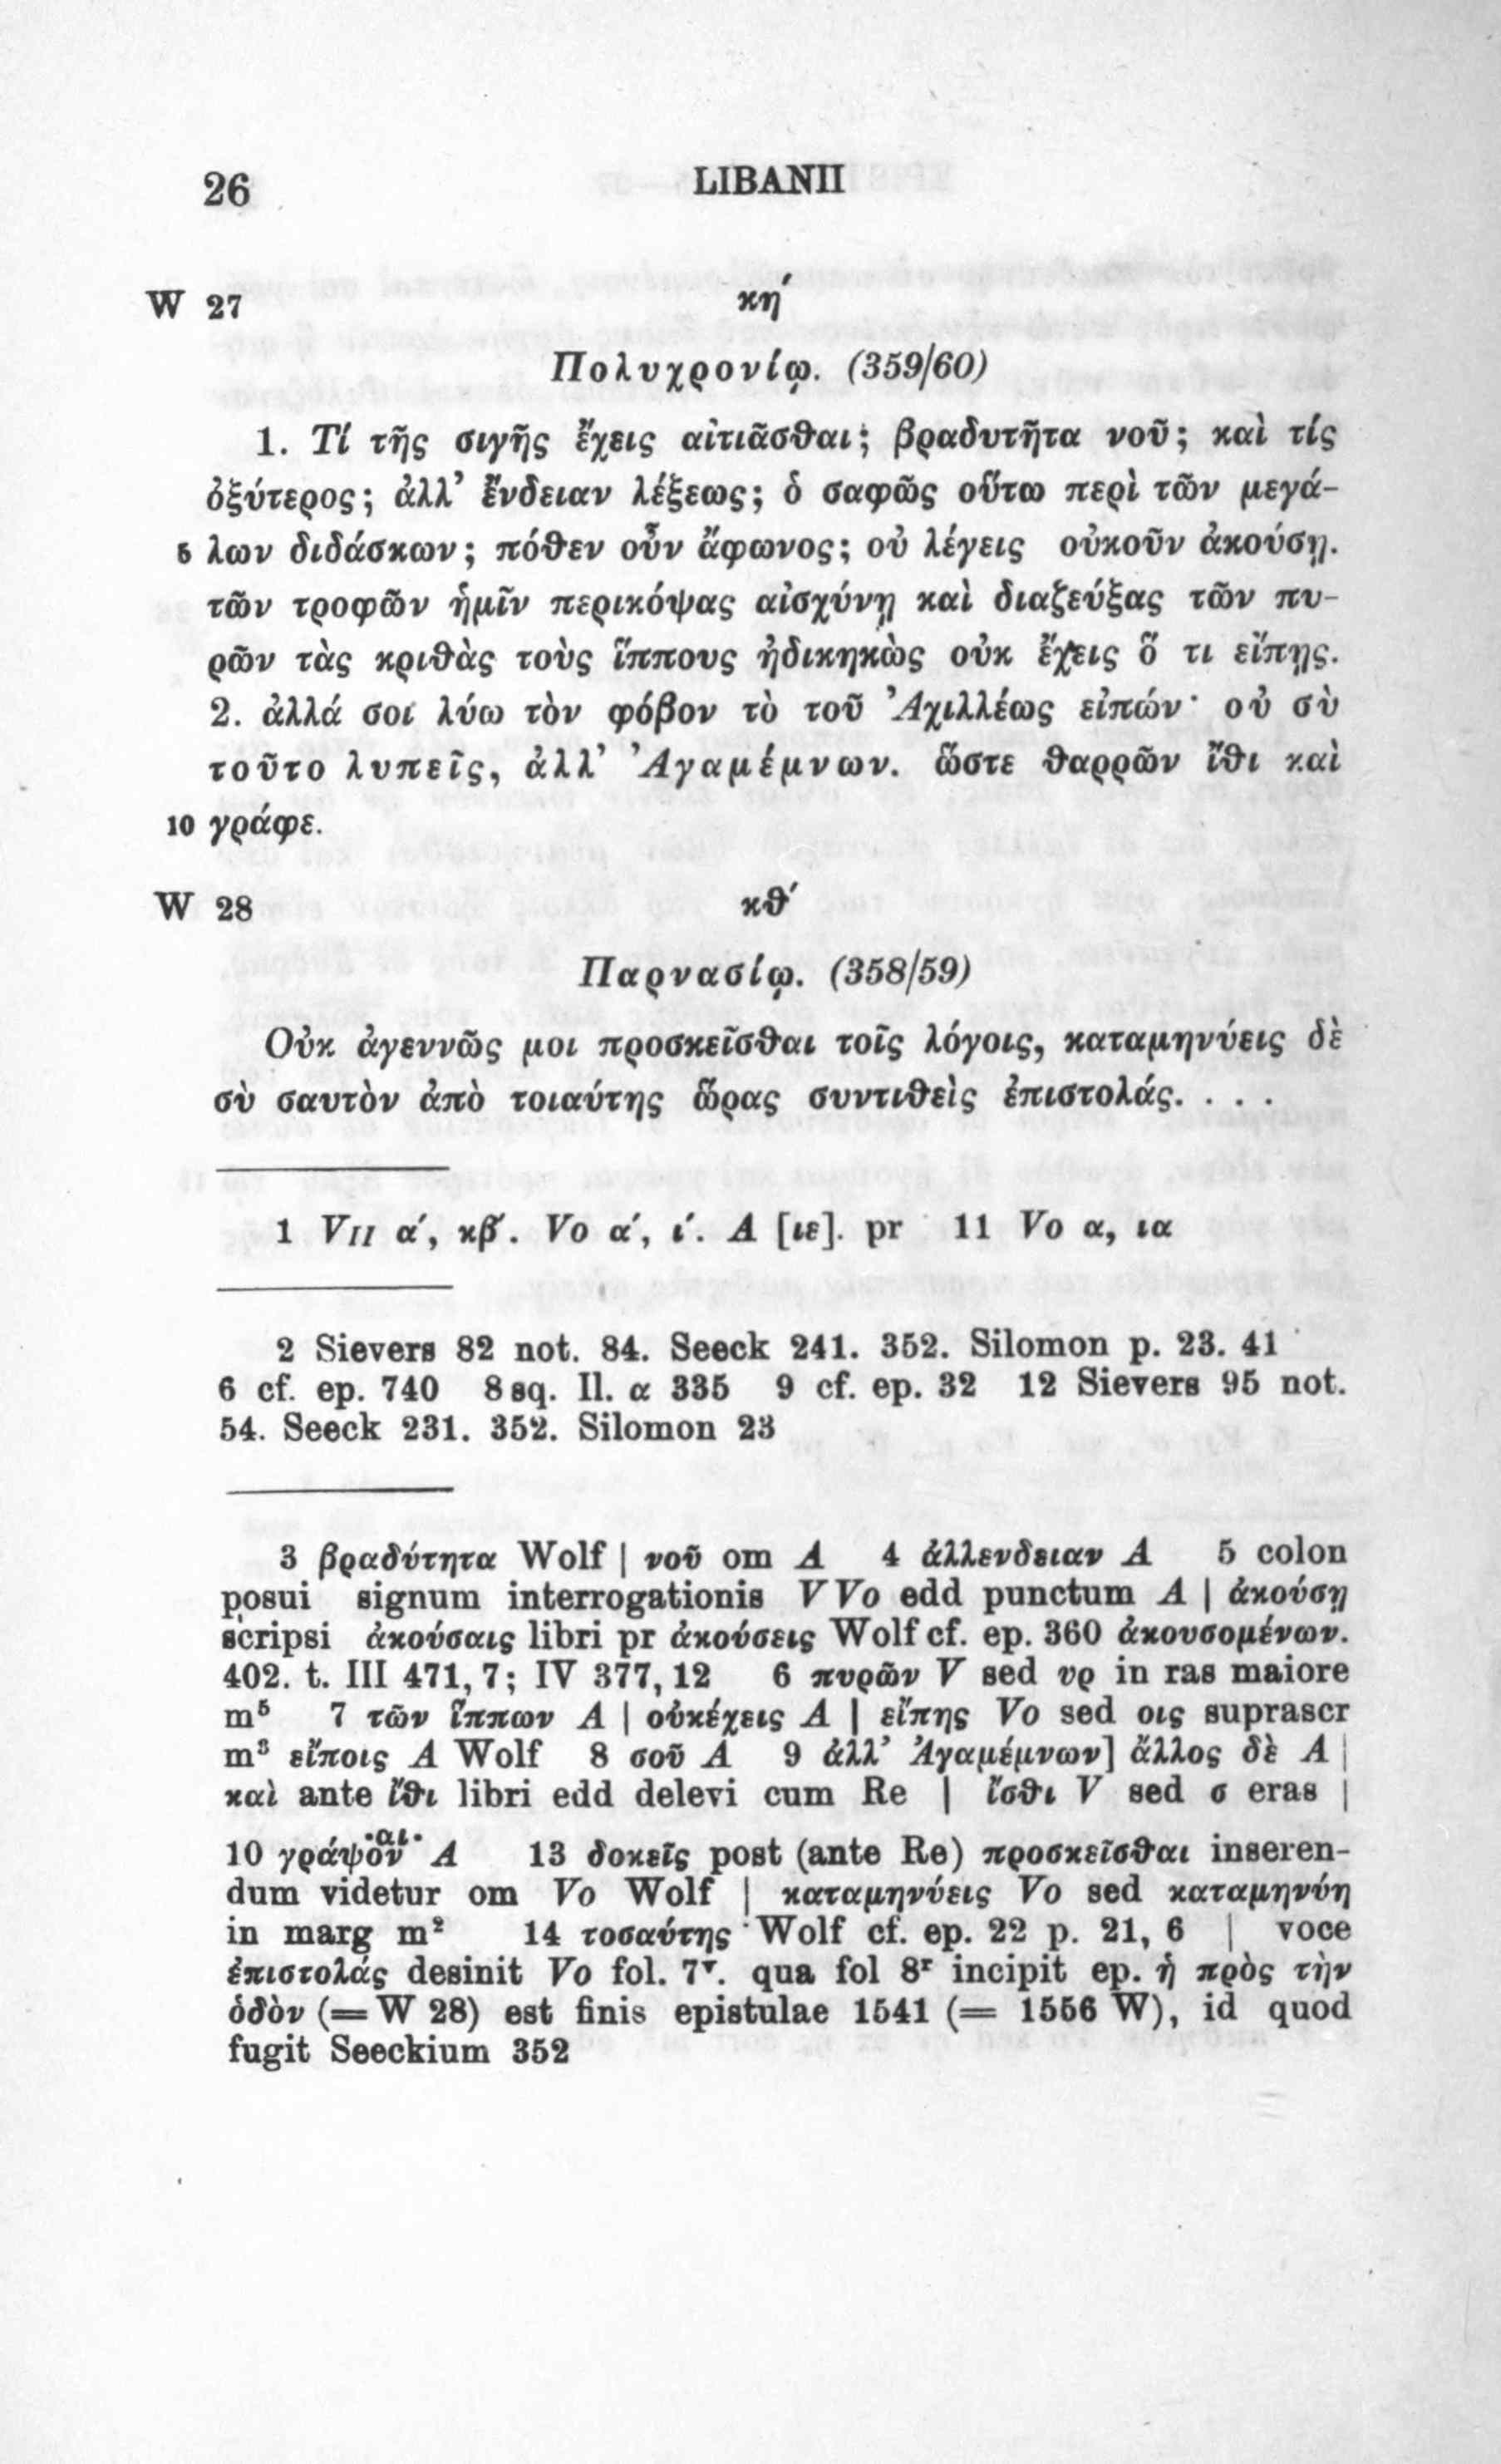 26 LIBANII
W 27 κη′
Πολυχρονίῳ. (359/60)
1. Τί τῆς σιγῆς ἔχεις αἰτιᾶσθαι; βραδυτῆτα νοῦ; καὶ τίς
ὀξύτερος; ἀλλ’ ἔνδειαν λέξεως; ὁ σαφῶς οὕτω περὶ τῶν μεγά-
5 λων διδάσκων; πόθεν οὖν ἄφωνος; οὐ λέγεις οὐκοῦν ἀκούσῃ.
τῶν τροφῶν ἡμῖν περικόψας αἰσχύνῃ καὶ διαζεύξας τῶν πυ-
ρῶν τὰς κριθὰς τοὺς ἵππους ἠδικηκὼς οὐκ ἔχεις ὅ τι εἴπῃς.
2. ἀλλά σοι λύω τὸν φόβον τὸ τοῦ Ἀχιλλέως εἰπών· οὐ σὺ
τοῦτο λυπεῖς, ἀλλ’ Ἀγαμέμνων. ὥστε θαρρῶν ἴθι καὶ
10 γράφε.
W 28 κθ′
Παρνασίῳ. (358/59)
Οὐκ ἀγεννῶς μοι προσκεῖσθαι τοῖς λόγοις, καταμηνύεις δὲ
σὺ σαυτὸν ἀπὸ τοιαύτης ὥρας συντιθεὶς ἐπιστολάς. . . .
1 VII α′, κβ′. Vo α′, ι′. A [ιε]. pr 11 Vo α, ια
2 Sievers 82 not. 84. Seeck 241. 352. Silomon p. 23. 41
6 cf. ep. 740 8 sq. Il. α 335 9 cf. ep. 32 12 Sievers 95 not.
54. Seeck 231. 352. Silomon 23
3 βραδύτητα Wolf | νοῦ om A 4 ἀλλενδειαν A 5 colon
posui signum interrogationis V Vo edd punctum A | ἀκούσῃ
scripsi ἀκούσαις libri pr ἀκούσεις Wolf cf. ep. 360 ἀκουσομένων.
402. t. III 471, 7; IV 377, 12 6 πυρῶν V sed υρ in ras maiore
m⁵ 7 τῶν ἵππων A | οὐκέχεις A | εἴπης Vo sed οις suprascr
m³ εἴποις A Wolf 8 σοῦ A 9 ἀλλ’ Ἀγαμέμνων] ἄλλος δὲ A |
καὶ ante ἴθι libri edd delevi cum Re | ἴσθι V sed σ eras |
10 γράψον·αι· A 13 δοκεῖς post (ante Re) προσκεῖσθαι inseren-
dum videtur om Vo Wolf | καταμηνύεις Vo sed καταμηνύῃ
in marg m² 14 τοσαύτης Wolf cf. ep. 22 p. 21, 6 | voce
ἐπιστολάς desinit Vo fol. 7ᵛ. qua fol 8ʳ incipit ep. ἡ πρὸς τὴν
ὁδὸν (= W 28) est finis epistulae 1541 (= 1556 W), id quod
fugit Seeckium 352